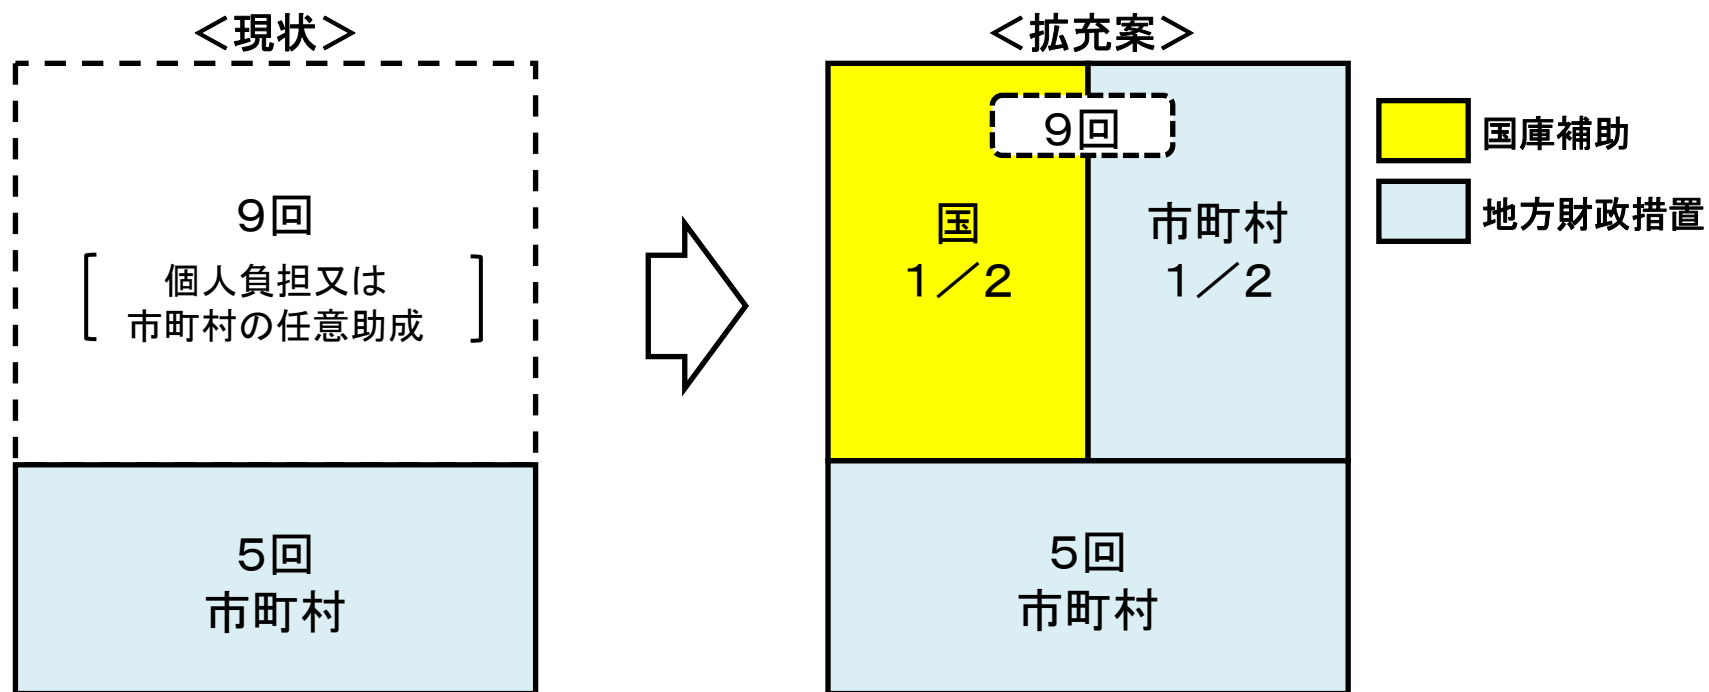 ＜現状＞
９回
個人負担又は
市町村の任意助成
５回
市町村
＜拡充案＞
９回
国
１／２
市町村
１／２
５回
市町村
国庫補助
地方財政措置